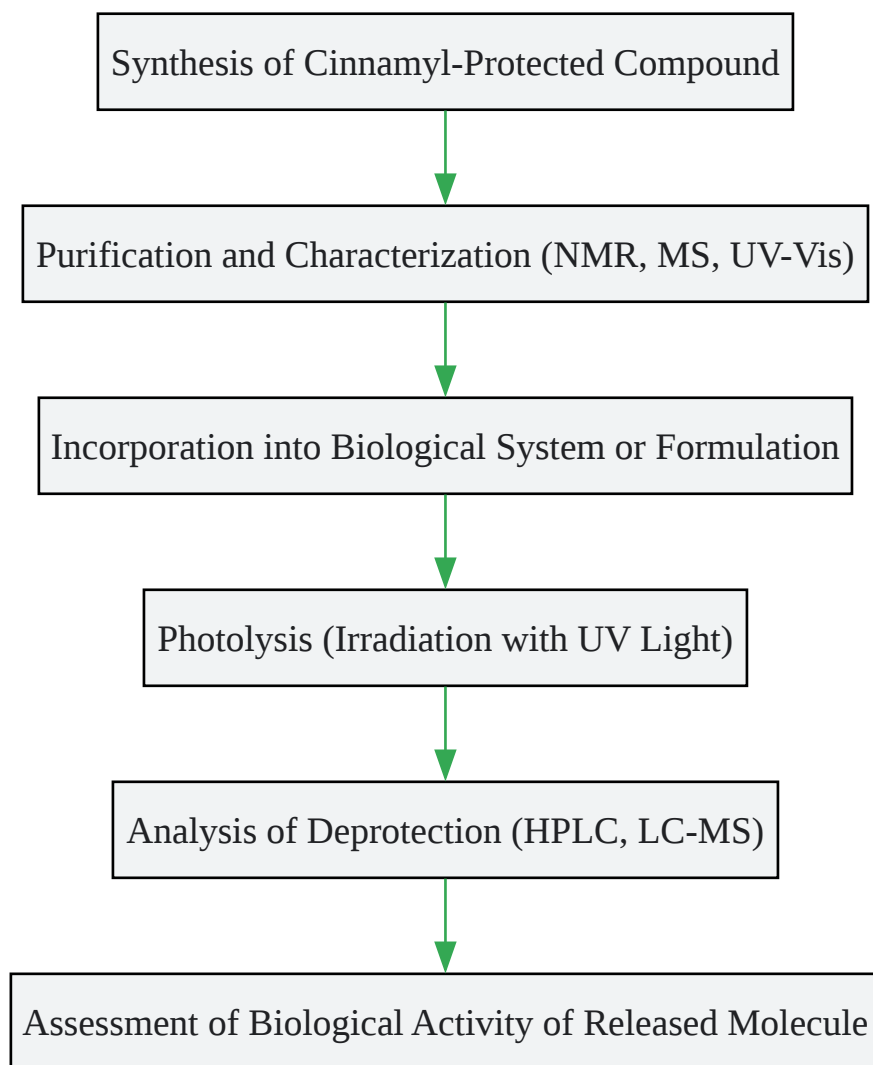 Synthesis of Cinnamyl-Protected Compound
Purification and Characterization (NMR, MS, UV-Vis)
Incorporation into Biological System or Formulation
Photolysis (Irradiation with UV Light)
Analysis of Deprotection (HPLC, LC-MS)
Assessment of Biological Activity of Released Molecule